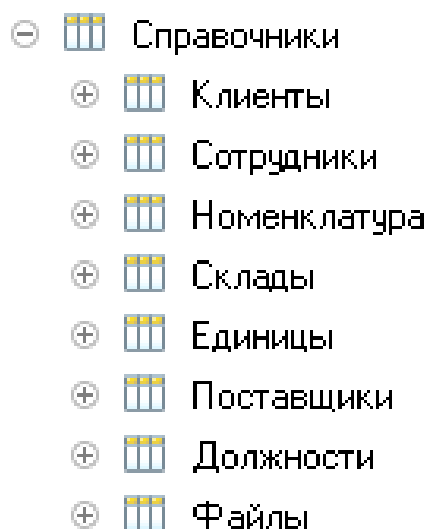 Справочники
Клиенты
Сотрудники
Номенклатура
Склады
Единицы
Поставщики
Должности
Файлы